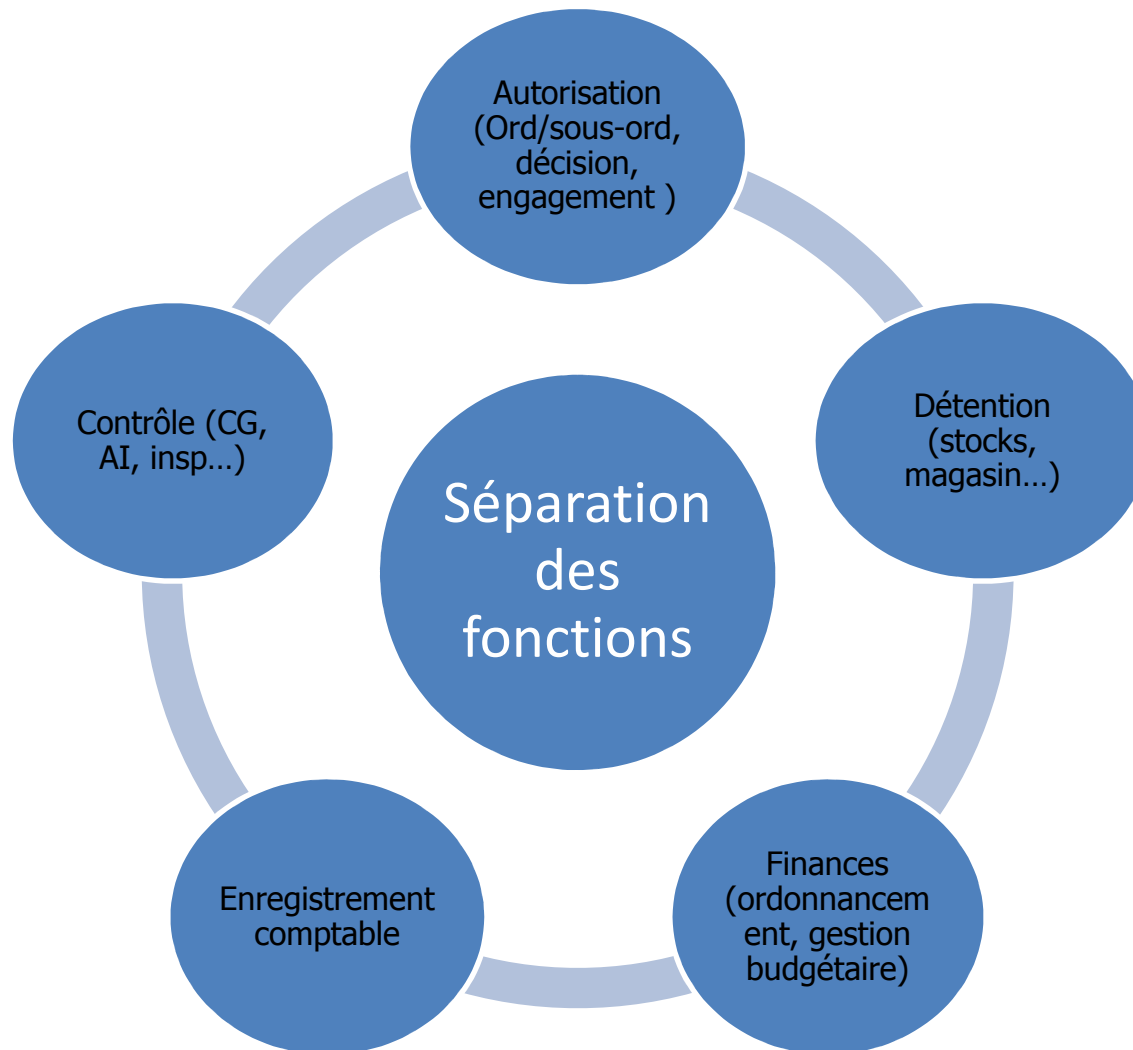 Autorisation
(Ord/sous-ord,
décision,
engagement )
Détention
(stocks,
magasin…)
Finances
(ordonnancem
ent, gestion
budgétaire)
Enregistrement
comptable
Contrôle (CG,
AI, insp…)
Séparation
des
fonctions